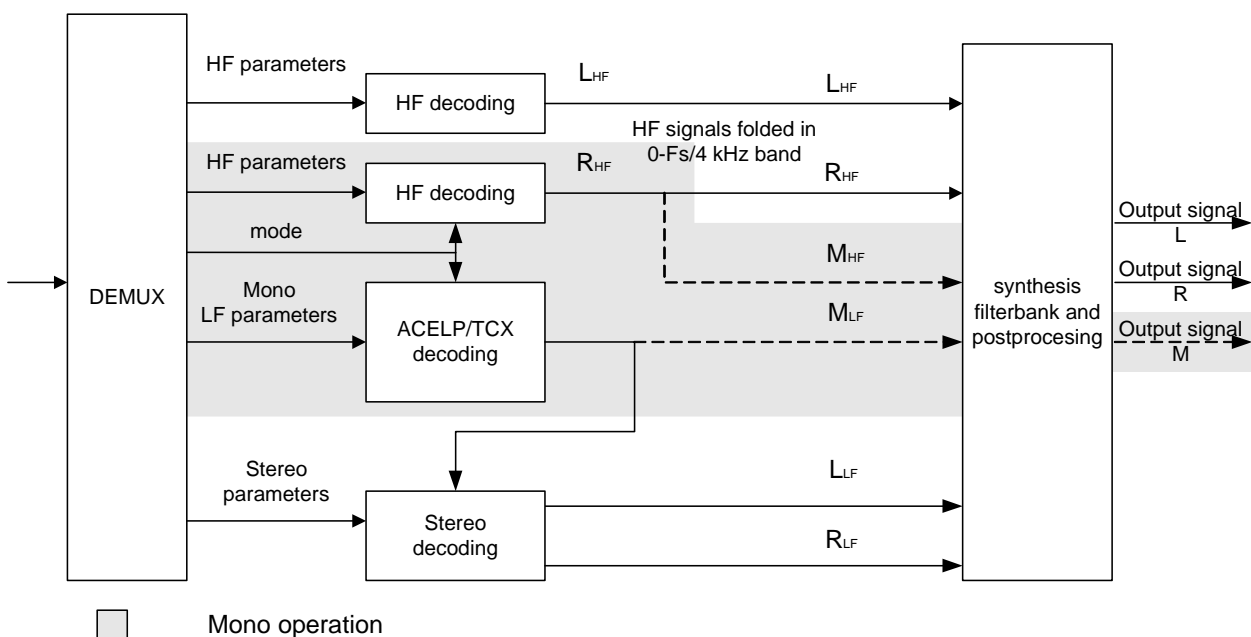 HF parameters
HF decoding
LHF
LHF
HF signals folded in
0-Fs/4 kHz band
HF parameters
HF decoding
RHF
RHF
mode
DEMUX
Mono
LF parameters
ACELP/TCX
decoding
MHF
MLF
synthesis
filterbank and
postprocesing
Output signal
L
Output signal
R
Output signal
M
Stereo
parameters
Stereo
decoding
LLF
RLF
Mono operation